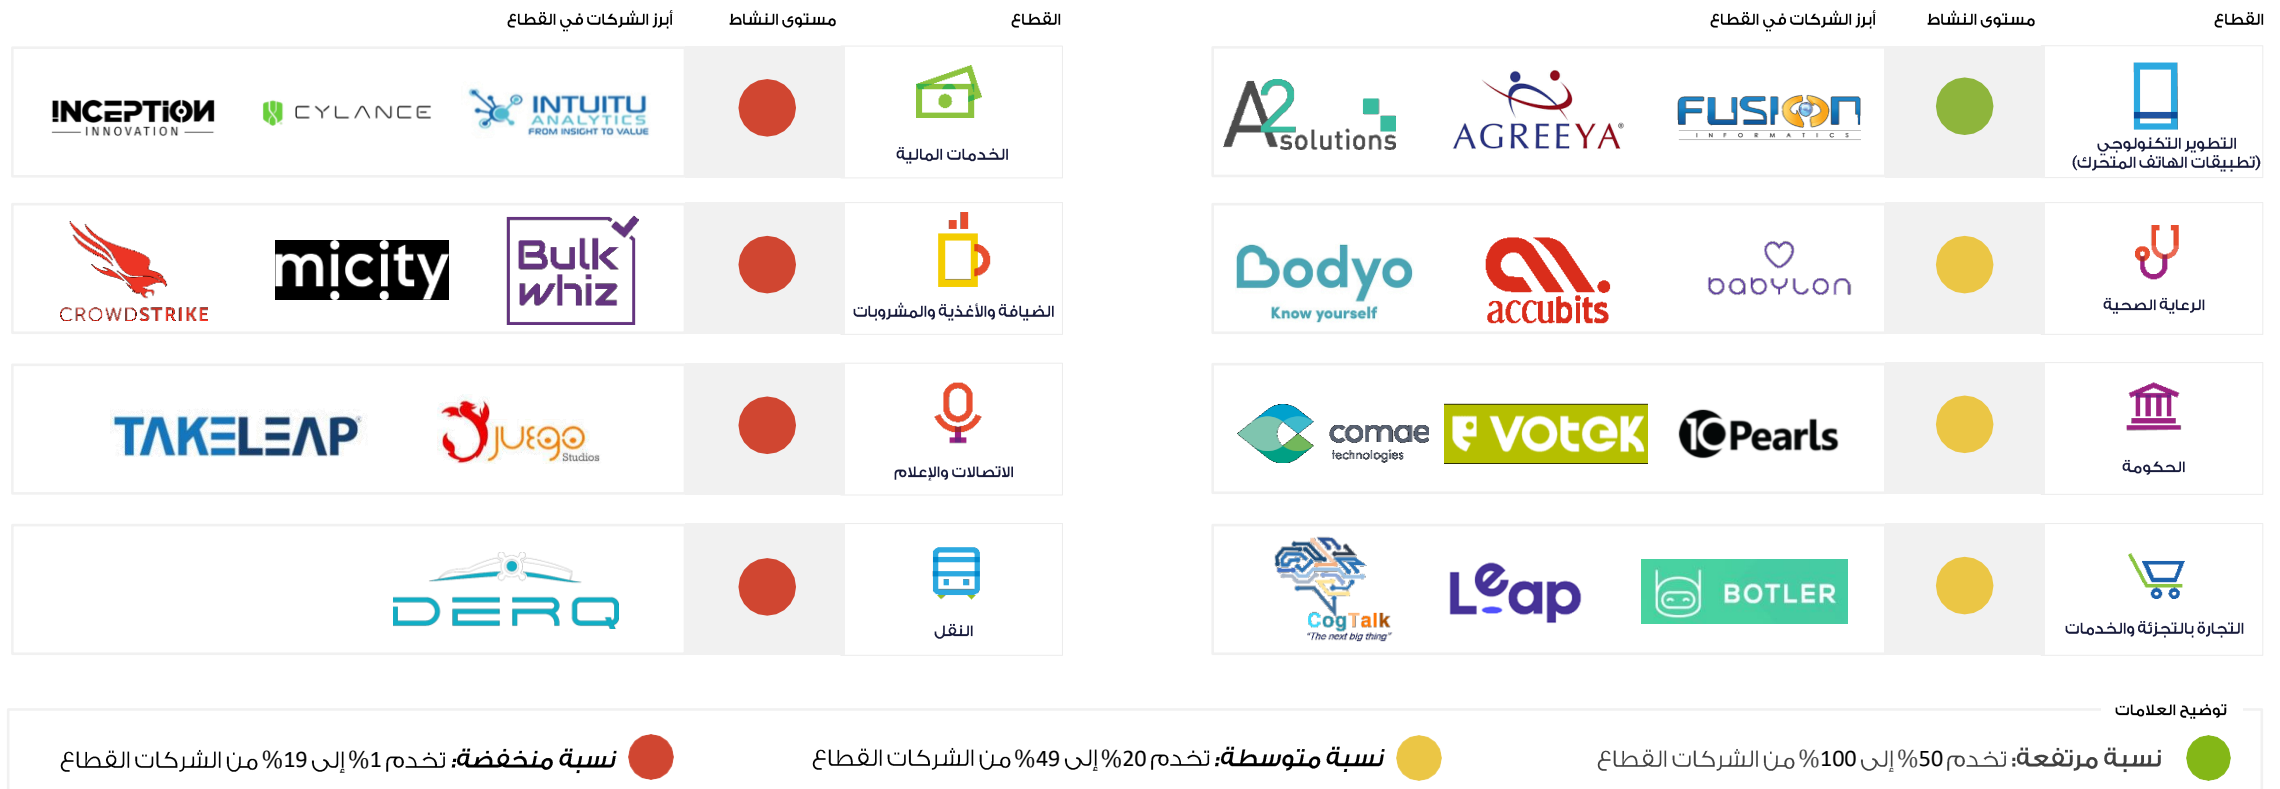 القطاع
مستوى النشاط
أبرز الشركات في القطاع
التطوير التكنولوجي
(تطبيقات الهاتف المتحرك)
FUSION
INFORMATICS
AGREEYA®
A2
solutions
الرعاية الصحية
babylon
accubits
Bodyo
Know yourself
الحكومة
10Pearls
VOTEK
comae
technologies
التجارة بالتجزئة والخدمات
BOTLER
Leap
CogTalk
"The next big thing"
القطاع
مستوى النشاط
أبرز الشركات في القطاع
الخدمات المالية
INTUITU
ANALYTICS
FROM INSIGHT TO VALUE
CYLANCE
INCEPTION
INNOVATION
الضيافة والأغذية والمشروبات
Bulk
whiz
micity
CROWDSTRIKE
الاتصالات والإعلام
juego
Studios
TAKELEAP®
النقل
DERQ
توضيح العلامات
نسبة مرتفعة: تخدم 50% إلى 100% من الشركات القطاع
نسبة متوسطة: تخدم 20% إلى 49% من الشركات القطاع
نسبة منخفضة: تخدم 1% إلى 19% من الشركات القطاع